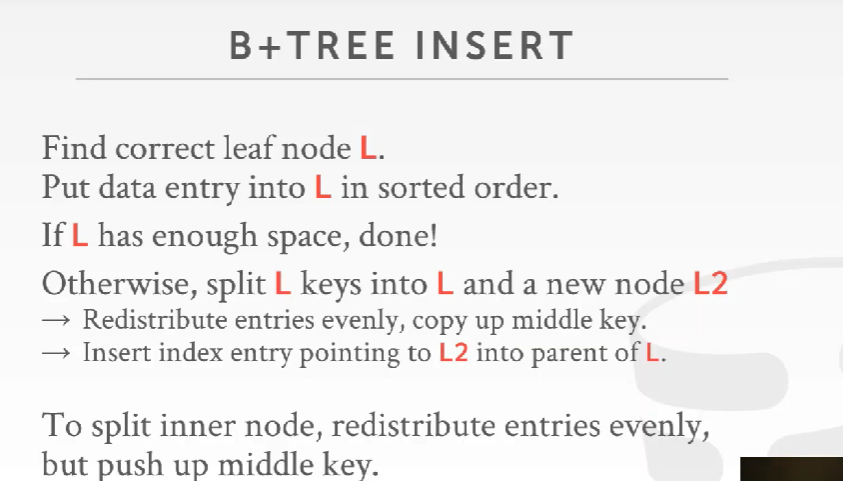 B+TREE INSERT
Find correct leaf node L.
Put data entry into L in sorted order.
If L has enough space, done!
Otherwise, split L keys into L and a new node L2
→ Redistribute entries evenly, copy up middle key.
→ Insert index entry pointing to L2 into parent of L.
To split inner node, redistribute entries evenly,
but push up middle key.